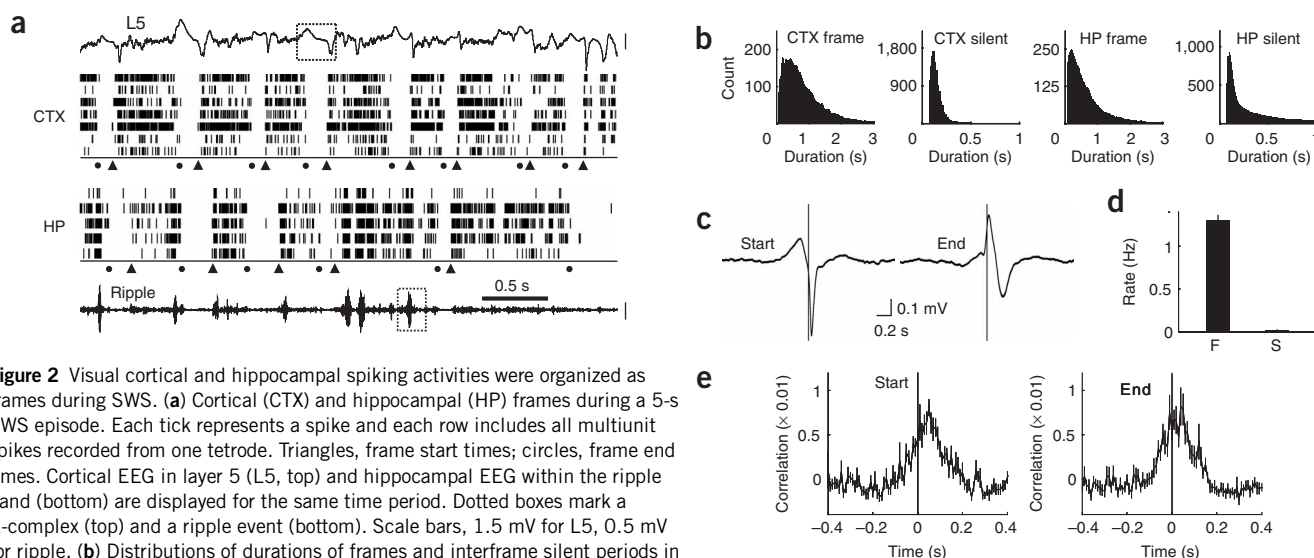 a
L5
CTX
HP
Ripple
0.5 s
b
CTX frame
CTX silent
HP frame
HP silent
Count
200
100
0 1 2 3
Duration (s)
1,800
900
0 1
Duration (s)
250
125
0 1 2 3
Duration (s)
1,000
500
0 0.5
Duration (s)
c
Start
End
0.1 mV
0.2 s
d
Rate (Hz)
1
0.5
0
F S
e
Start
Correlation (× 0.01)
1
0.5
0
−0.4 −0.2 0 0.2 0.4
Time (s)
End
Correlation (× 0.01)
1
0.5
0
−0.4 −0.2 0 0.2 0.4
Time (s)
igure 2 Visual cortical and hippocampal spiking activities were organized as
rames during SWS. (a) Cortical (CTX) and hippocampal (HP) frames during a 5-s
WS episode. Each tick represents a spike and each row includes all multiunit
pikes recorded from one tetrode. Triangles, frame start times; circles, frame end
mes. Cortical EEG in layer 5 (L5, top) and hippocampal EEG within the ripple
and (bottom) are displayed for the same time period. Dotted boxes mark a
-complex (top) and a ripple event (bottom). Scale bars, 1.5 mV for L5, 0.5 mV
or ripple. (b) Distributions of durations of frames and interframe silent periods in